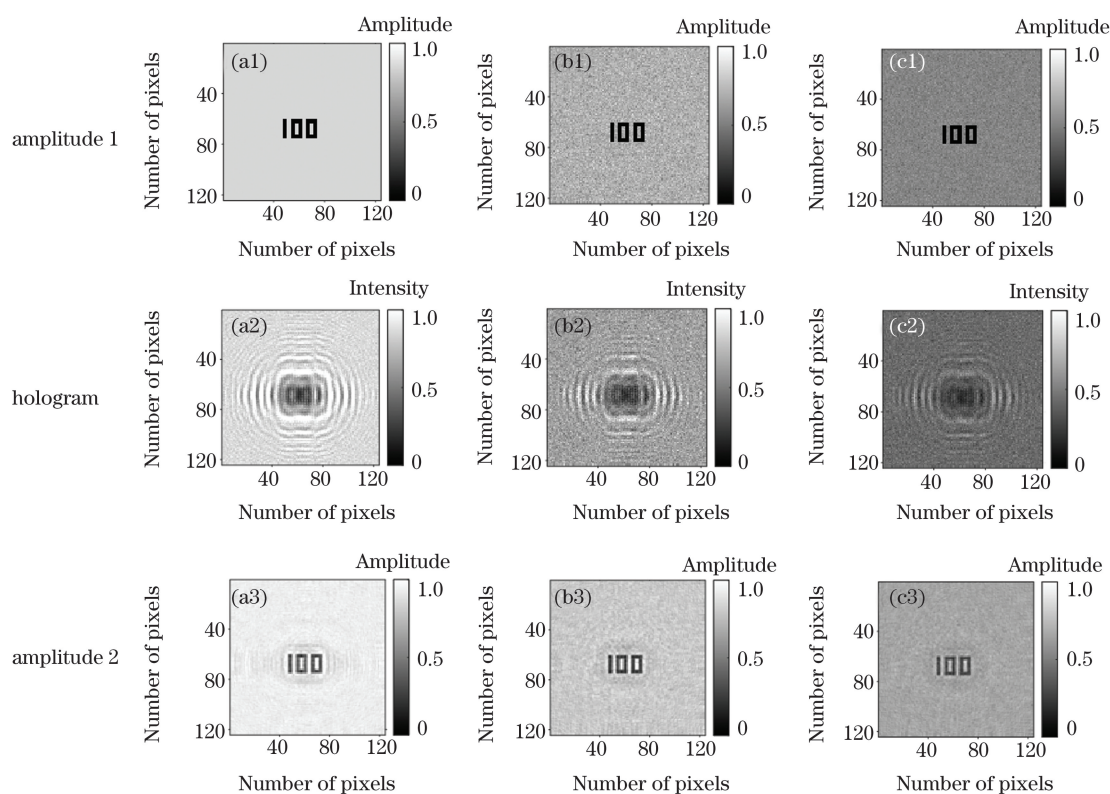 Amplitude Amplitude Amplitude
(a1) 1.0 (b1) 1.0 (c1) 1.0
amplitude 1 Number of pixels 40 80 120 100 0.5 0 Number of pixels 40 80 120 100 0.5 0 Number of pixels 40 80 120 100 0.5 0
40 80 120 40 80 120 40 80 120
Number of pixels Number of pixels Number of pixels
Intensity Intensity Intensity
(a2) 1.0 (b2) 1.0 (c2) 1.0
hologram Number of pixels 40 80 120 0.5 0 Number of pixels 40 80 120 0.5 0 Number of pixels 40 80 120 0.5 0
40 80 120 40 80 120 40 80 120
Number of pixels Number of pixels Number of pixels
Amplitude Amplitude Amplitude
(a3) 1.0 (b3) 1.0 (c3) 1.0
amplitude 2 Number of pixels 40 80 120 100 0.5 0 Number of pixels 40 80 120 100 0.5 0 Number of pixels 40 80 120 100 0.5 0
40 80 120 40 80 120 40 80 120
Number of pixels Number of pixels Number of pixels